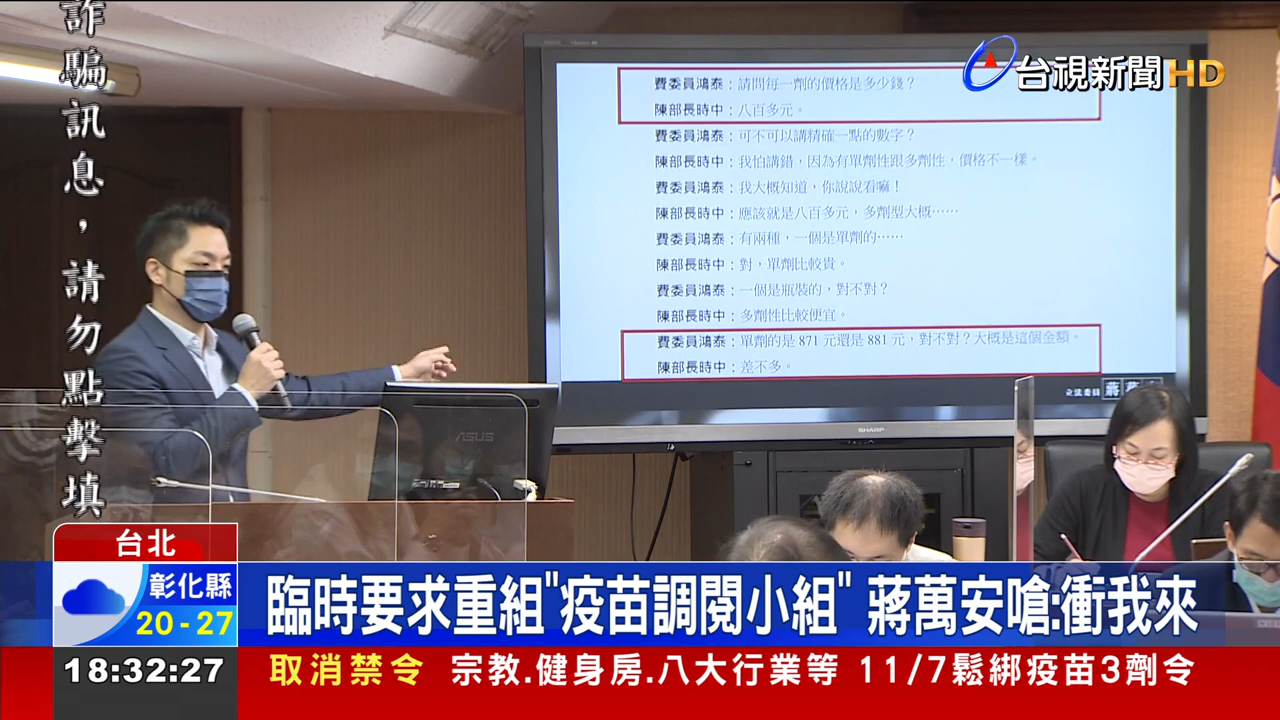 詐騙訊息，請勿點擊填
台視新聞HD
費委員鴻泰：請問每一劑的價格是多少錢？
陳部長時中：八百多元。
費委員鴻泰：可不可以講精確一點的數字？
陳部長時中：我怕講錯，因為有單劑性跟多劑性，價格不一樣。
費委員鴻泰：我大概知道，你說說看嘛！
陳部長時中：應該就是八百多元，多劑型大概……
費委員鴻泰：有兩種，一個是單劑的……
陳部長時中：對，單劑比較貴。
費委員鴻泰：一個是瓶裝的，對不對？
陳部長時中：多劑性比較便宜。
費委員鴻泰：單劑的是 871 元還是 881 元，對不對？大概是這個金額。
陳部長時中：差不多。
立法委員 蔣
SHARP
ASUS
台北
彰化縣
20-27
臨時要求重組"疫苗調閱小組" 蔣萬安嗆:衝我來
18:32:27
取消禁令 宗教.健身房.八大行業等 11/7鬆綁疫苗3劑令